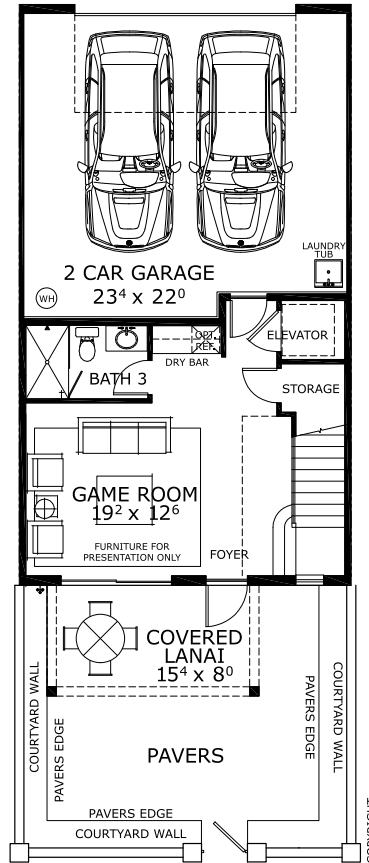 LAUNDRY
TUB
2 CAR GARAGE
23⁴ x 22⁰
WH
OPT.
REF.
ELEVATOR
DRY BAR
BATH 3
STORAGE
GAME ROOM
19² x 12⁶
FURNITURE FOR
PRESENTATION ONLY
FOYER
COVERED
LANAI
15⁴ x 8⁰
COURTYARD WALL
PAVERS EDGE
PAVERS EDGE
COURTYARD WALL
PAVERS
PAVERS EDGE
COURTYARD WALL